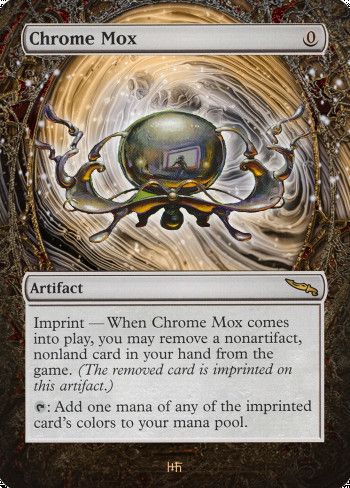 Chrome Mox 0
Artifact
Imprint — When Chrome Mox comes
into play, you may remove a nonartifact,
nonland card in your hand from the
game. (The removed card is imprinted on
this artifact.)
: Add one mana of any of the imprinted
card's colors to your mana pool.